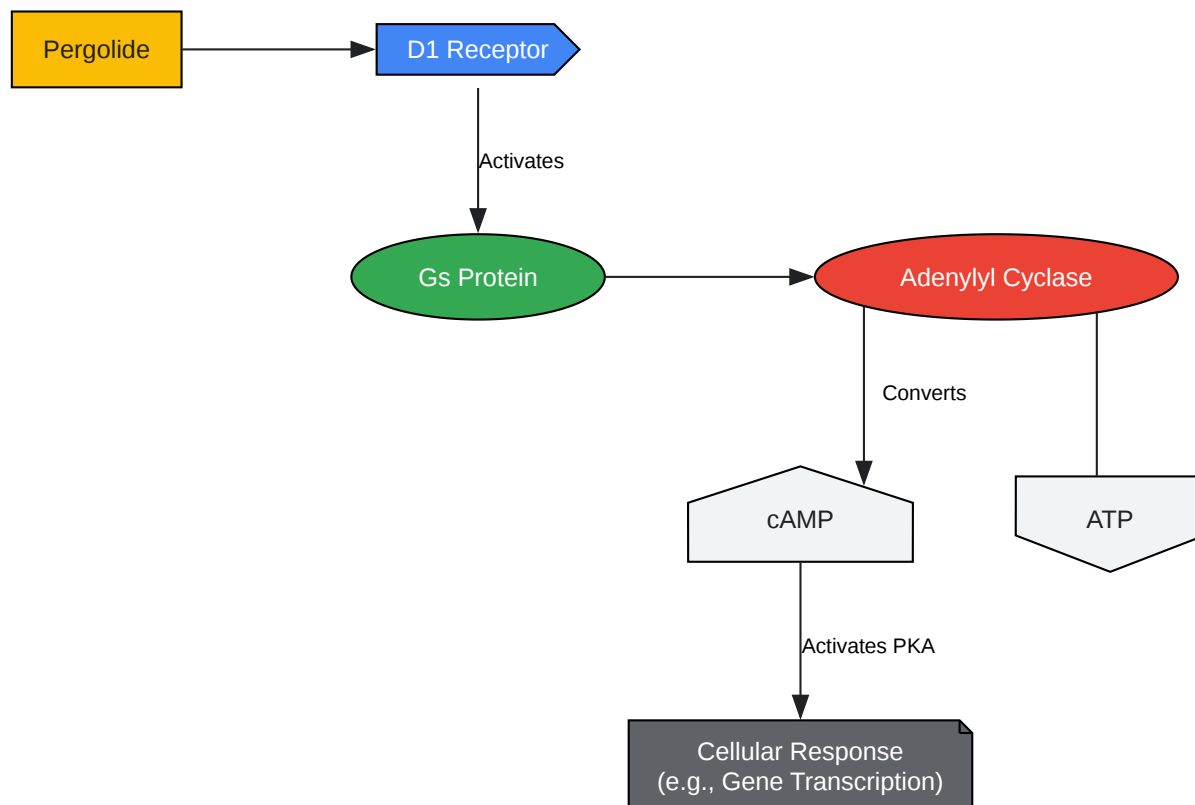 Pergolide
D1 Receptor
Activates
Gs Protein
Adenylyl Cyclase
Converts
cAMP
ATP
Activates PKA
Cellular Response
(e.g., Gene Transcription)